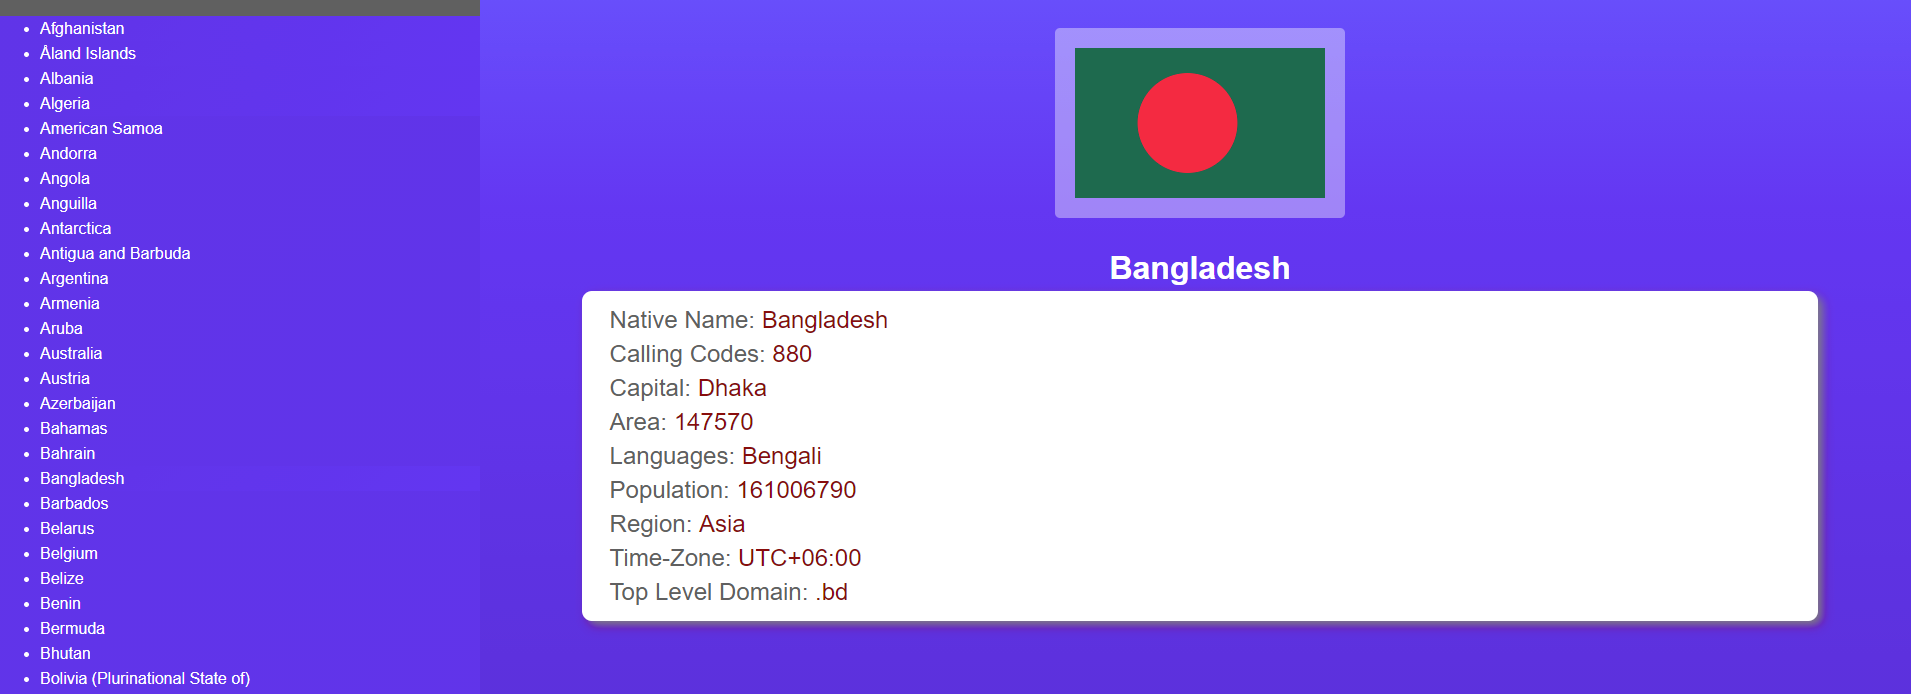 Afghanistan
Åland Islands
Albania
Algeria
American Samoa
Andorra
Angola
Anguilla
Antarctica
Antigua and Barbuda
Argentina
Armenia
Aruba
Australia
Austria
Azerbaijan
Bahamas
Bahrain
Bangladesh
Barbados
Belarus
Belgium
Belize
Benin
Bermuda
Bhutan
Bolivia (Plurinational State of)
Bangladesh
Native Name: Bangladesh
Calling Codes: 880
Capital: Dhaka
Area: 147570
Languages: Bengali
Population: 161006790
Region: Asia
Time-Zone: UTC+06:00
Top Level Domain: .bd